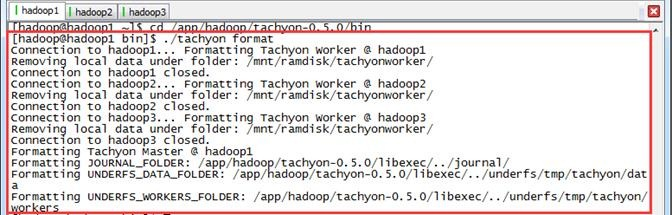 hadoop1 hadoop2 hadoop3
[hadoop@hadoop1 ~]$ cd /app/hadoop/tachyon-0.5.0/bin
[hadoop@hadoop1 bin]$ ./tachyon format
Connection to hadoop1... Formatting Tachyon Worker @ hadoop1
Removing local data under folder: /mnt/ramdisk/tachyonworker/
Connection to hadoop1 closed.
Connection to hadoop2... Formatting Tachyon Worker @ hadoop2
Removing local data under folder: /mnt/ramdisk/tachyonworker/
Connection to hadoop2 closed.
Connection to hadoop3... Formatting Tachyon Worker @ hadoop3
Removing local data under folder: /mnt/ramdisk/tachyonworker/
Connection to hadoop3 closed.
Formatting Tachyon Master @ hadoop1
Formatting JOURNAL_FOLDER: /app/hadoop/tachyon-0.5.0/libexec/../journal/
Formatting UNDERFS_DATA_FOLDER: /app/hadoop/tachyon-0.5.0/libexec/../underfs/tmp/tachyon/dat
a
Formatting UNDERFS_WORKERS_FOLDER: /app/hadoop/tachyon-0.5.0/libexec/../underfs/tmp/tachyon/
workers